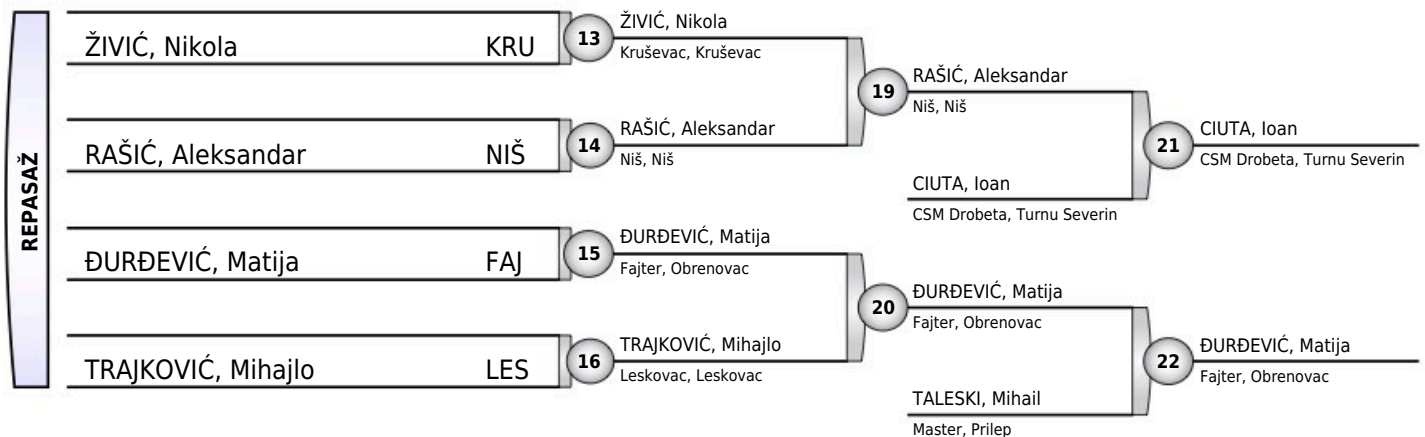 REPASAŽ
ŽIVIĆ, Nikola KRU
RAŠIĆ, Aleksandar NIŠ
ĐURĐEVIĆ, Matija FAJ
TRAJKOVIĆ, Mihajlo LES
13
ŽIVIĆ, Nikola
Kruševac, Kruševac
14
RAŠIĆ, Aleksandar
Niš, Niš
15
ĐURĐEVIĆ, Matija
Fajter, Obrenovac
16
TRAJKOVIĆ, Mihajlo
Leskovac, Leskovac
19
RAŠIĆ, Aleksandar
Niš, Niš
CIUTA, Ioan
CSM Drobeta, Turnu Severin
20
ĐURĐEVIĆ, Matija
Fajter, Obrenovac
TALESKI, Mihail
Master, Prilep
21
CIUTA, Ioan
CSM Drobeta, Turnu Severin
22
ĐURĐEVIĆ, Matija
Fajter, Obrenovac